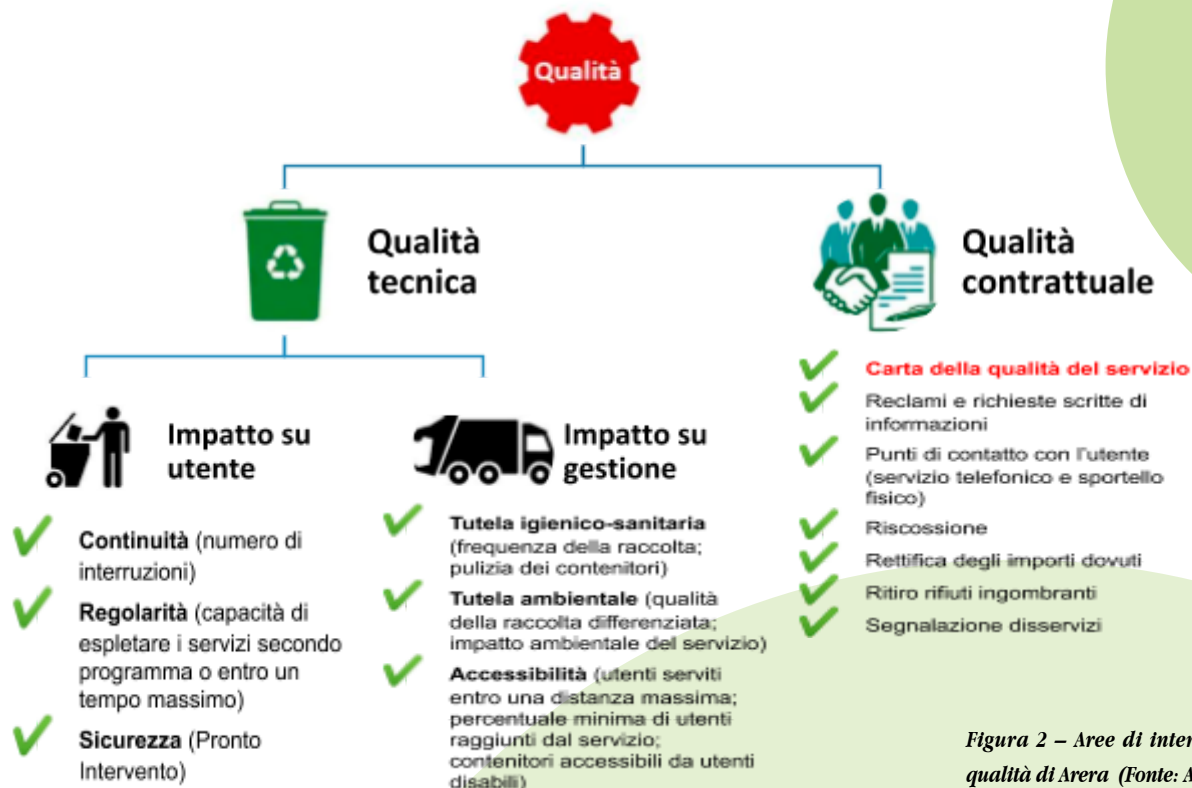 Qualità
Qualità
tecnica
Impatto su
utente
Continuità (numero di
interruzioni)
Regolarità (capacità di
espletare i servizi secondo
programma o entro un
tempo massimo)
Sicurezza (Pronto
Intervento)
Impatto su
gestione
Tutela igienico-sanitaria
(frequenza della raccolta;
pulizia dei contenitori)
Tutela ambientale (qualità
della raccolta differenziata;
impatto ambientale del servizio)
Accessibilità (utenti serviti
entro una distanza massima;
percentuale minima di utenti
raggiunti dal servizio;
contenitori accessibili da utenti
disabili)
Qualità
contrattuale
Carta della qualità del servizio
Reclami e richieste scritte di
informazioni
Punti di contatto con l'utente
(servizio telefonico e sportello
fisico)
Riscossione
Rettifica degli importi dovuti
Ritiro rifiuti ingombranti
Segnalazione disservizi
Figura 2 – Aree di
qualità di Arera (Fonte: